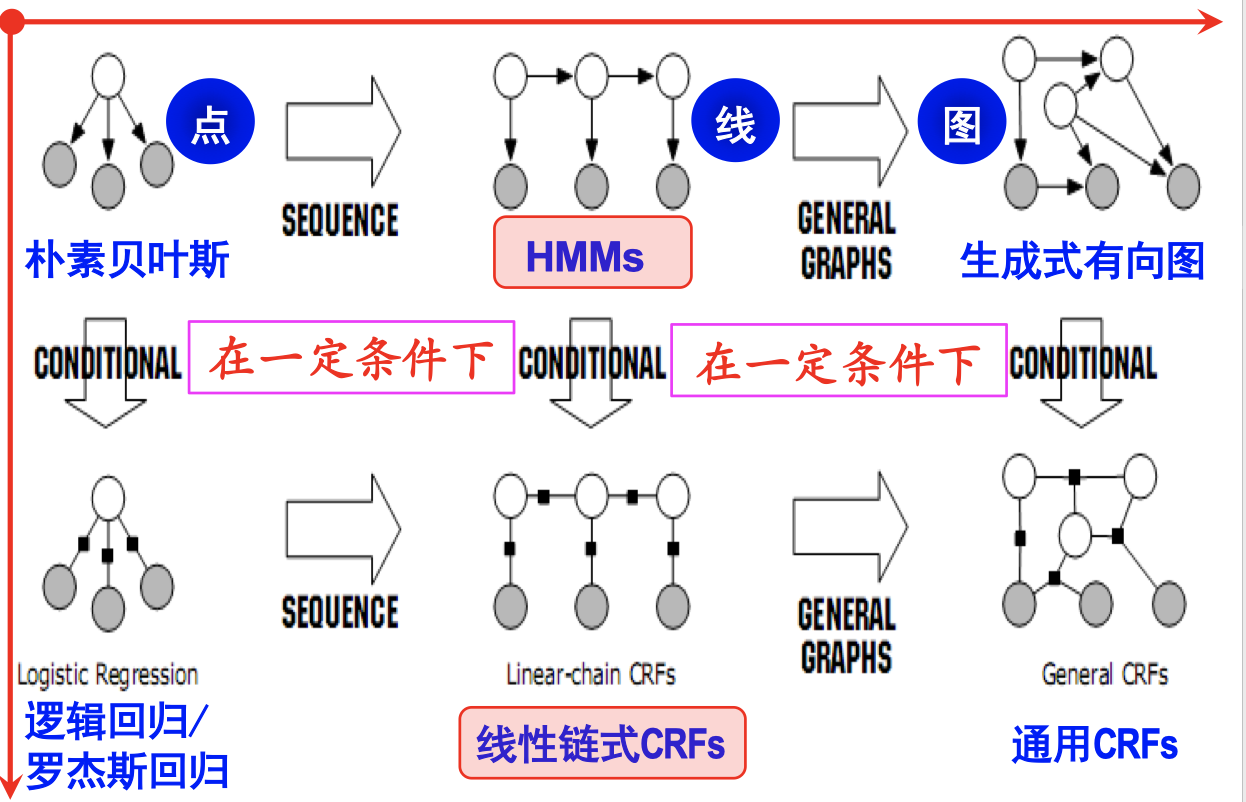 点
线
图
SEQUENCE
GENERAL
GRAPHS
朴素贝叶斯
HMMs
生成式有向图
CONDITIONAL
在一定条件下
CONDITIONAL
在一定条件下
CONDITIONAL
SEQUENCE
GENERAL
GRAPHS
Logistic Regression
Linear-chain CRFs
General CRFs
逻辑回归/
罗杰斯回归
线性链式CRFs
通用CRFs